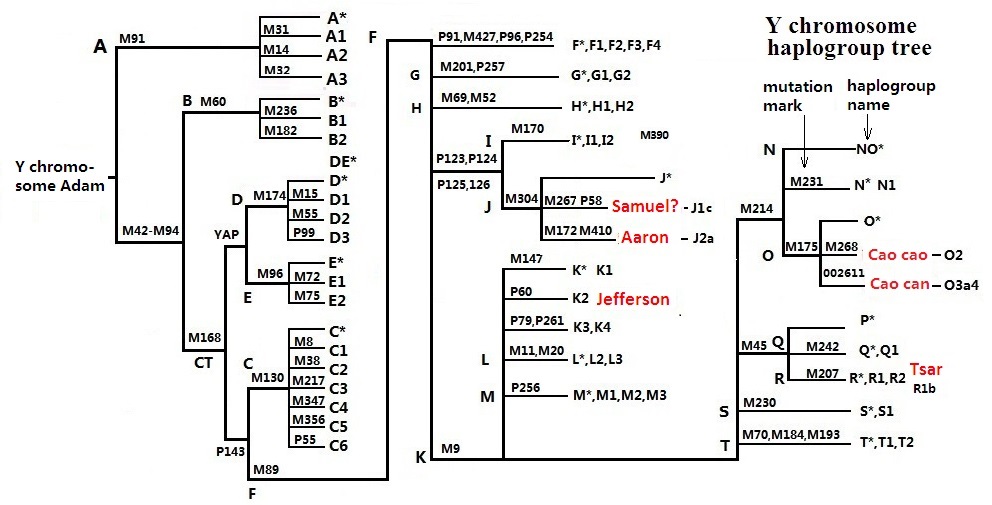 Y chromosome
haplogroup tree
mutation
mark
haplogroup
name
Y chromo-
some Adam
A
M91
A*
M31
A1
M14
A2
M32
A3
M42-M94
B M60
B*
M236
B1
M182
B2
M168
CT
YAP
DE*
D
M174
D*
M15
D1
M55
D2
P99
D3
M96
E
E*
M72
E1
M75
E2
P143
C
M130
C*
M8
C1
M38
C2
M217
C3
M347
C4
M356
C5
P55
C6
M89
F
F
P91,M427,P96,P254
F*,F1,F2,F3,F4
G
M201,P257
G*,G1,G2
H
M69,M52
H*,H1,H2
P123,P124
P125,126
I
M170
I*,I1,I2
M390
J
M304
J*
M267 P58
Samuel? - J1c
M172 M410
Aaron - J2a
K
M9
M147
K* K1
P60
K2 Jefferson
P79,P261
K3,K4
L
M11,M20
L*,L2,L3
M
P256
M*,M1,M2,M3
M214
N
NO*
M231
N* N1
O
M175
O*
M268
Cao cao - O2
002611
Cao can - O3a4
M45
P*
Q
M242
Q*,Q1
R
M207
R*,R1,R2
Tsar
R1b
S
M230
S*,S1
T
M70,M184,M193
T*,T1,T2